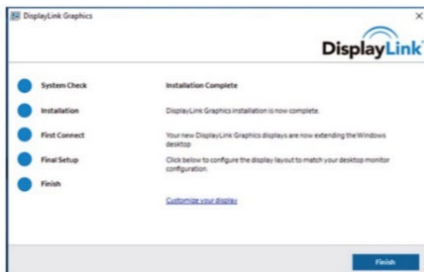 DisplayLink Graphics
DisplayLink
System Check
Installation Complete
Installation
DisplayLink Graphics installation is now complete.
First Connect
Your new DisplayLink Graphics displays are now extending the Windows
desktop
Final Setup
Click below to configure the display layout to match your desktop monitor
configuration.
Finish
Customize your display
Finish